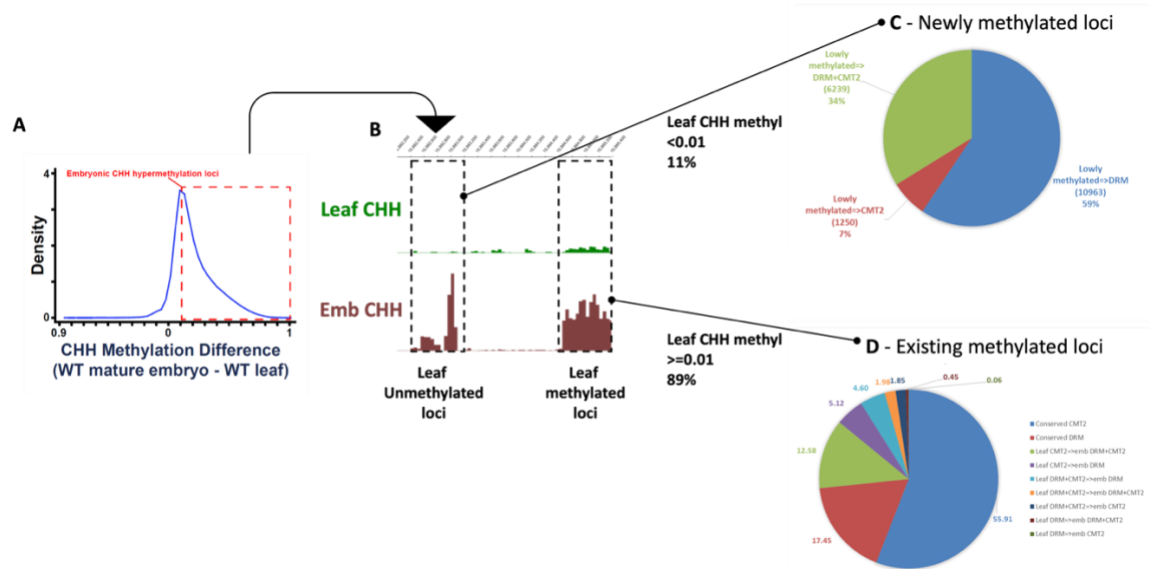 A
4
Embryonic CHH hypermethylation loci
Density
0
0.9
0
1
CHH Methylation Difference
(WT mature embryo - WT leaf)
B
Leaf CHH
Emb CHH
Leaf
Unmethylated
loci
Leaf
methylated
loci
Leaf CHH methyl
<0.01
11%
Leaf CHH methyl
>=0.01
89%
C - Newly methylated loci
Lowly
methylated=>
DRM+CMT2
(6239)
34%
Lowly
methylated=>CMT2
(1250)
7%
Lowly
methylated=>DRM
(10963)
59%
D - Existing methylated loci
0.45
0.06
1.85
1.98
4.60
5.12
12.58
17.45
55.91
Conserved CMT2
Conserved DRM
Leaf CMT2=>emb DRM+CMT2
Leaf CMT2=>emb DRM
Leaf DRM+CMT2=>emb DRM
Leaf DRM+CMT2=>emb DRM+CMT2
Leaf DRM+CMT2=>emb CMT2
Leaf DRM=>emb DRM+CMT2
Leaf DRM=>emb CMT2